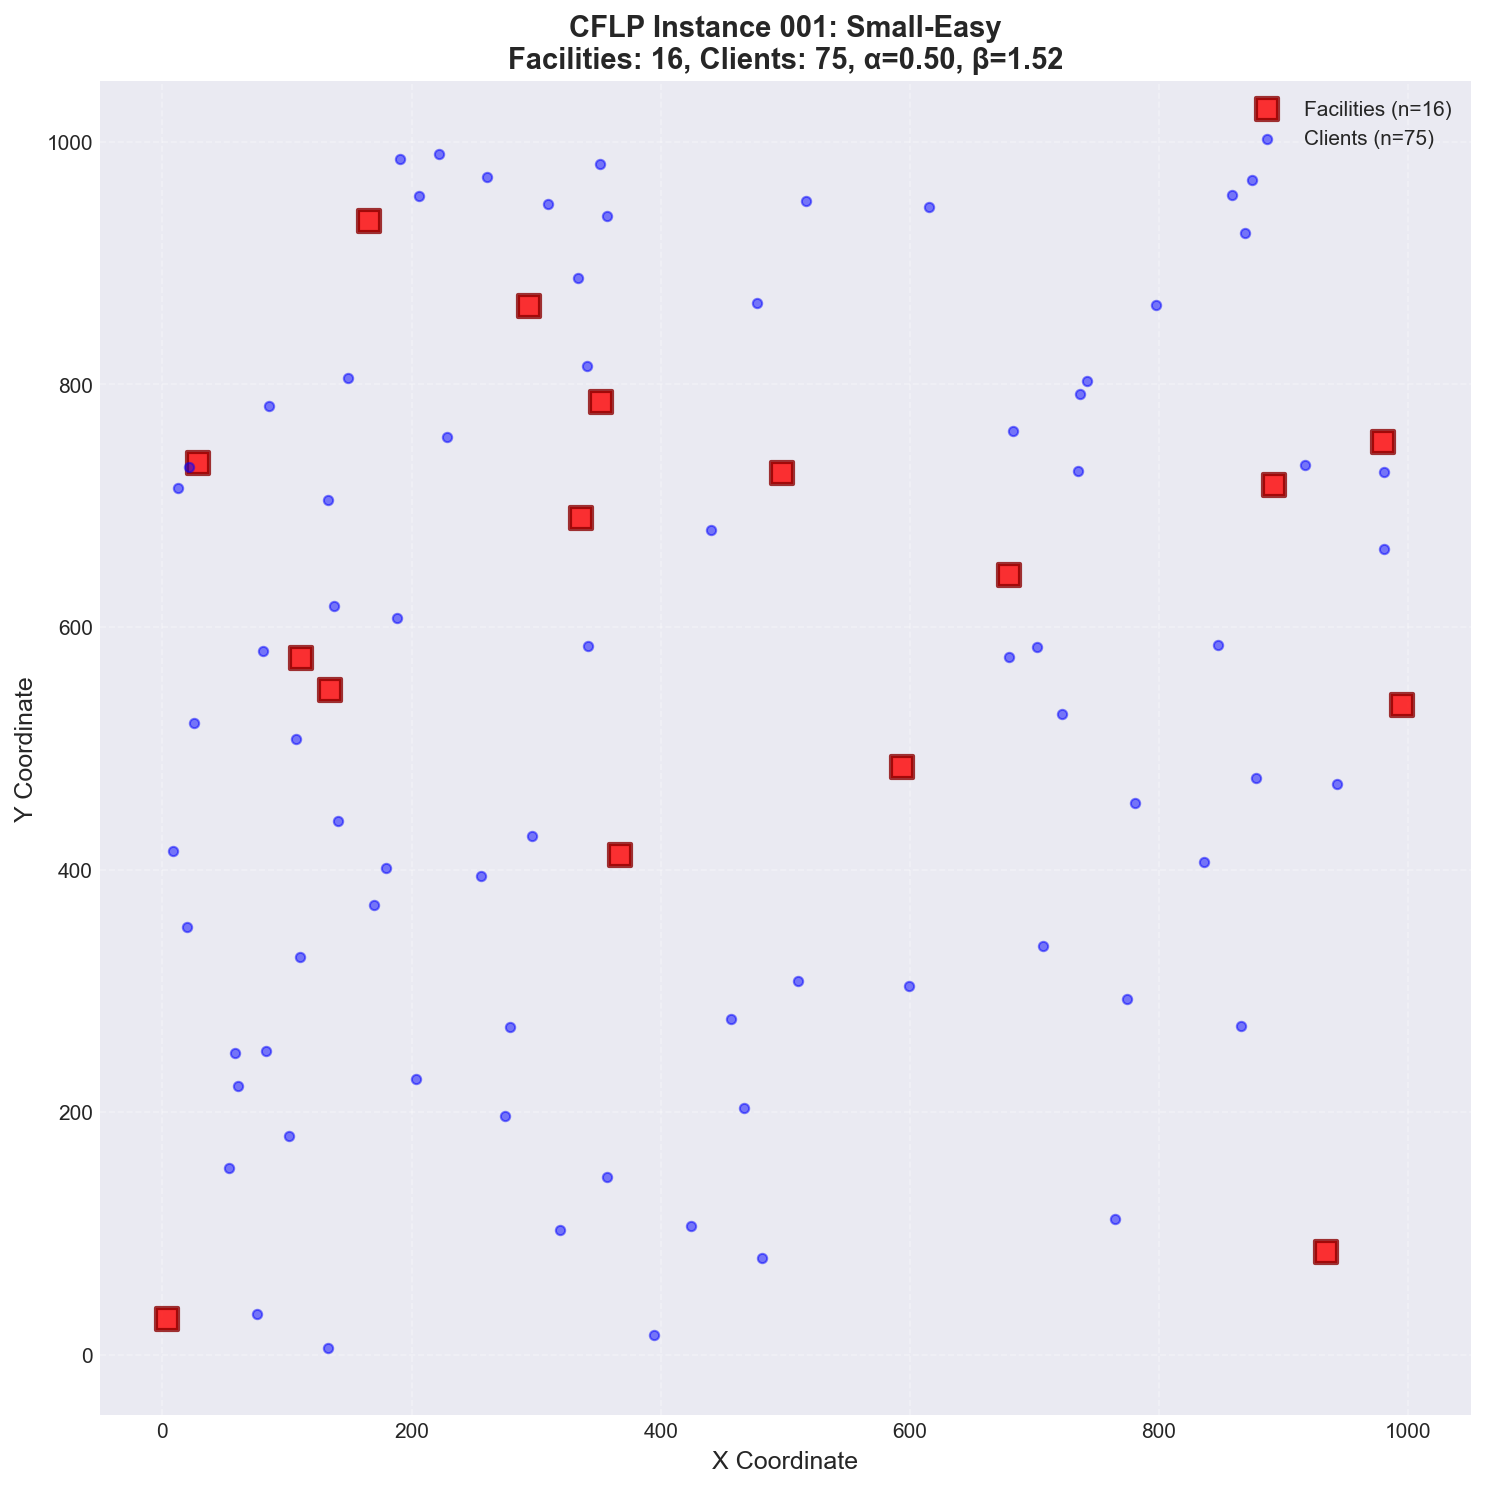 CFLP Instance 001: Small-Easy
Facilities: 16, Clients: 75, α=0.50, β=1.52
Facilities (n=16)
Clients (n=75)
1000
800
600
400
200
0
Y Coordinate
0 200 400 600 800 1000
X Coordinate